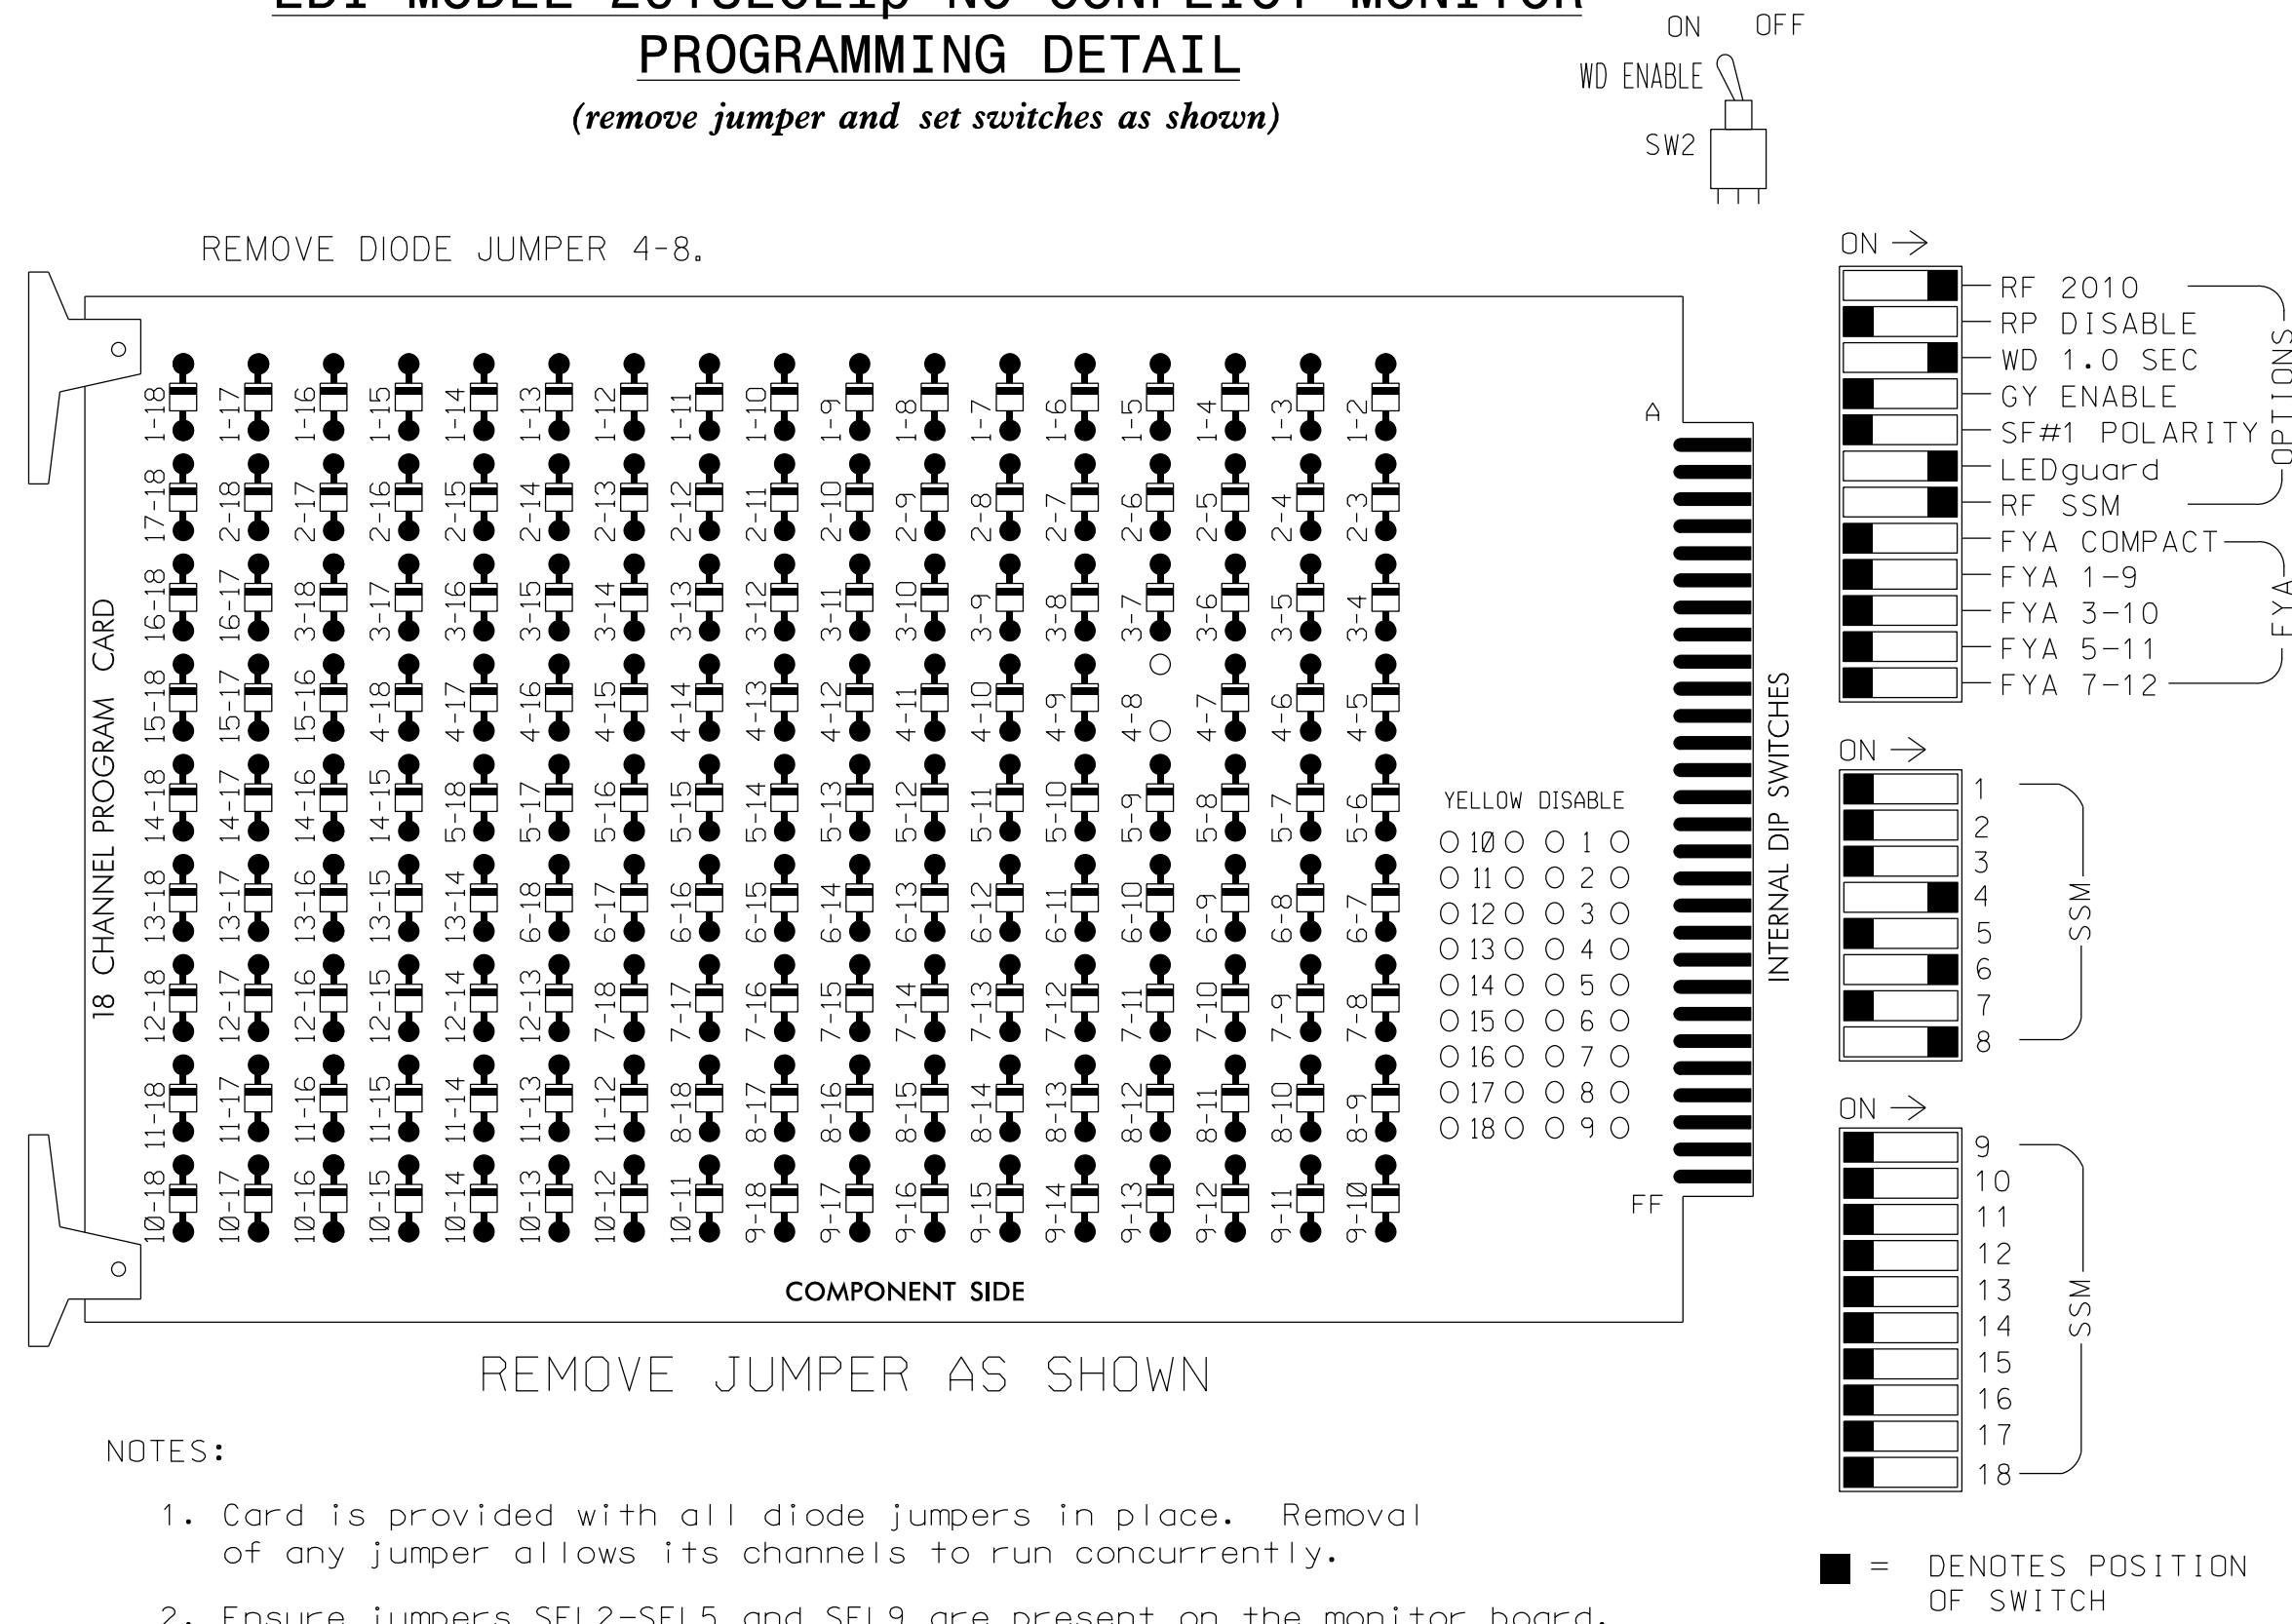 PROGRAMMING DETAIL
(remove jumper and set switches as shown)
ON OFF
WD ENABLE
SW2
REMOVE DIODE JUMPER 4-8.
18 CHANNEL PROGRAM CARD
1-18 1-17 1-16 1-15 1-14 1-13 1-12 1-11 1-10 1-9 1-8 1-7 1-6 1-5 1-4 1-3 1-2
17-18 2-18 2-17 2-16 2-15 2-14 2-13 2-12 2-11 2-10 2-9 2-8 2-7 2-6 2-5 2-4 2-3
16-18 16-17 3-18 3-17 3-16 3-15 3-14 3-13 3-12 3-11 3-10 3-9 3-8 3-7 3-6 3-5 3-4
15-18 15-17 15-16 4-18 4-17 4-16 4-15 4-14 4-13 4-12 4-11 4-10 4-9 4-8 4-7 4-6 4-5
14-18 14-17 14-16 14-15 5-18 5-17 5-16 5-15 5-14 5-13 5-12 5-11 5-10 5-9 5-8 5-7 5-6
13-18 13-17 13-16 13-15 13-14 6-18 6-17 6-16 6-15 6-14 6-13 6-12 6-11 6-10 6-9 6-8 6-7
12-18 12-17 12-16 12-15 12-14 12-13 7-18 7-17 7-16 7-15 7-14 7-13 7-12 7-11 7-10 7-9 7-8
11-18 11-17 11-16 11-15 11-14 11-13 11-12 8-18 8-17 8-16 8-15 8-14 8-13 8-12 8-11 8-10 8-9
10-18 10-17 10-16 10-15 10-14 10-13 10-12 10-11 9-18 9-17 9-16 9-15 9-14 9-13 9-12 9-11 9-10
A
FF
YELLOW DISABLE
10 1
11 2
12 3
13 4
14 5
15 6
16 7
17 8
18 9
COMPONENT SIDE
INTERNAL DIP SWITCHES
ON
RF 2010
RP DISABLE
WD 1.0 SEC
GY ENABLE
SF#1 POLARITY
LEDguard
RF SSM
OPTIONS
FYA COMPACT
FYA 1-9
FYA 3-10
FYA 5-11
FYA 7-12
FYA
ON
1
2
3
4
5
6
7
8
SSM
ON
9
10
11
12
13
14
15
16
17
18
SSM
= DENOTES POSITION
OF SWITCH
REMOVE JUMPER AS SHOWN
NOTES:
1. Card is provided with all diode jumpers in place. Removal
of any jumper allows its channels to run concurrently.
2. Ensure jumpers SEL2-SEL5 and SEL9 are present on the monitor board.